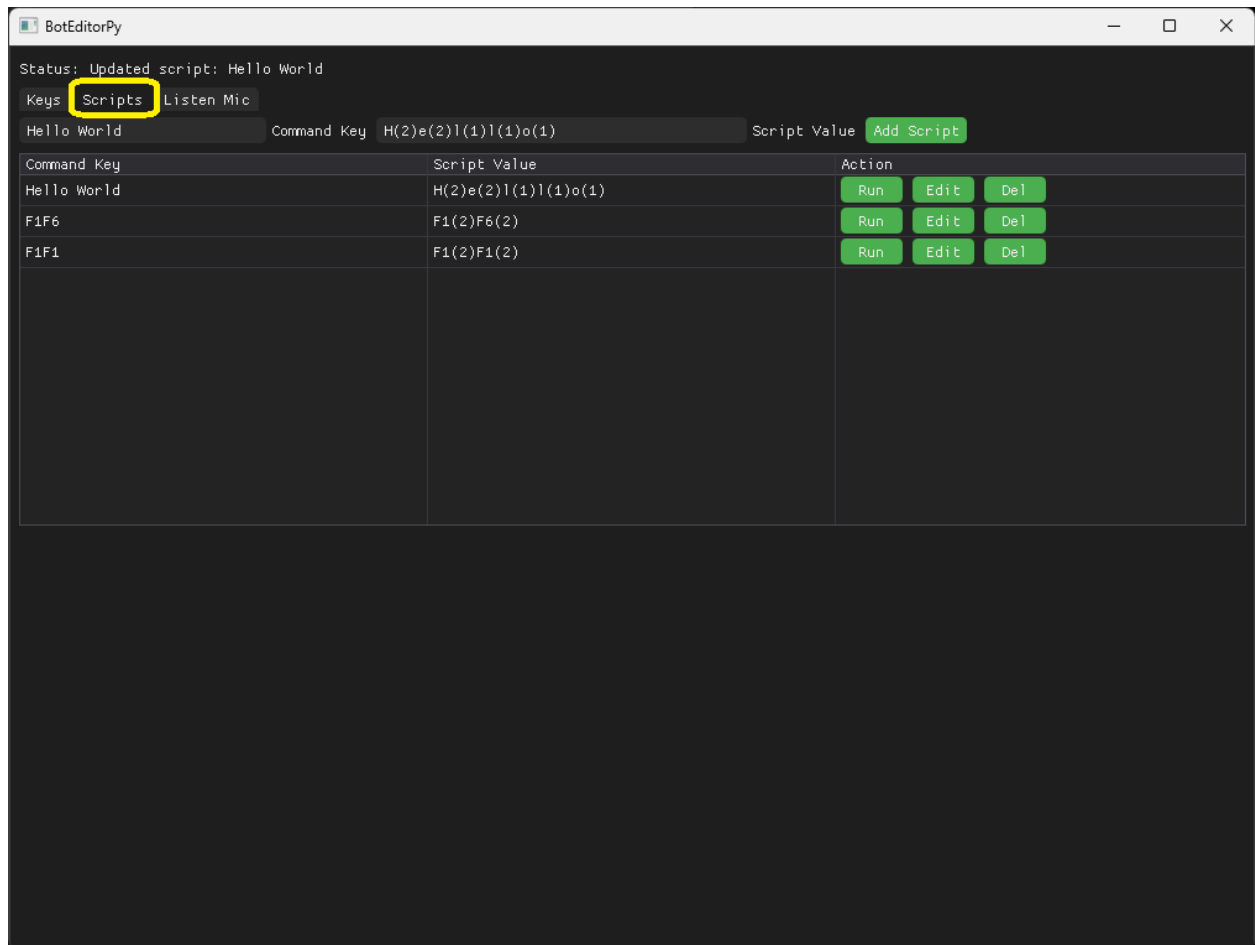 BotEditorPy
Status: Updated script: Hello World
Keys Scripts Listen Mic
Hello World Command Key H(2)e(2)l(1)l(1)o(1) Script Value Add Script
Command Key Script Value Action
Hello World H(2)e(2)l(1)l(1)o(1) Run Edit Del
F1F6 F1(2)F6(2) Run Edit Del
F1F1 F1(2)F1(2) Run Edit Del